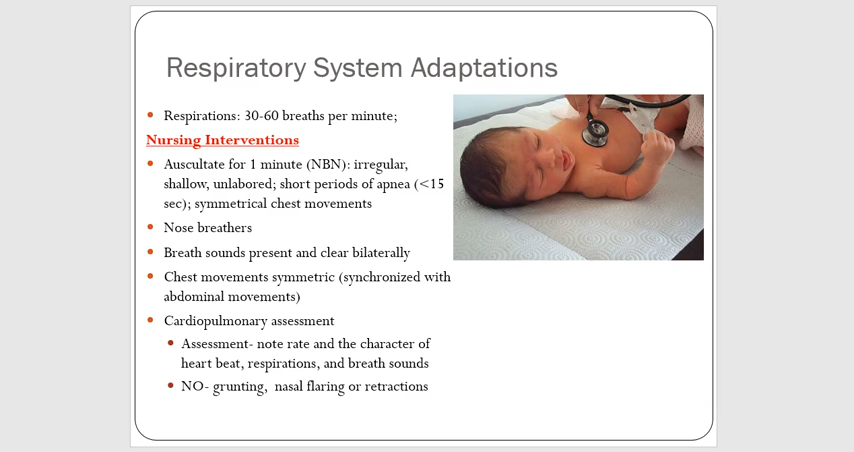 Respiratory System Adaptations
Respirations: 30-60 breaths per minute;
Nursing Interventions
Auscultate for 1 minute (NBN): irregular,
shallow, unlabored; short periods of apnea (<15
sec); symmetrical chest movements
Nose breathers
Breath sounds present and clear bilaterally
Chest movements symmetric (synchronized with
abdominal movements)
Cardiopulmonary assessment
Assessment- note rate and the character of
heart beat, respirations, and breath sounds
NO- grunting,  nasal flaring or retractions